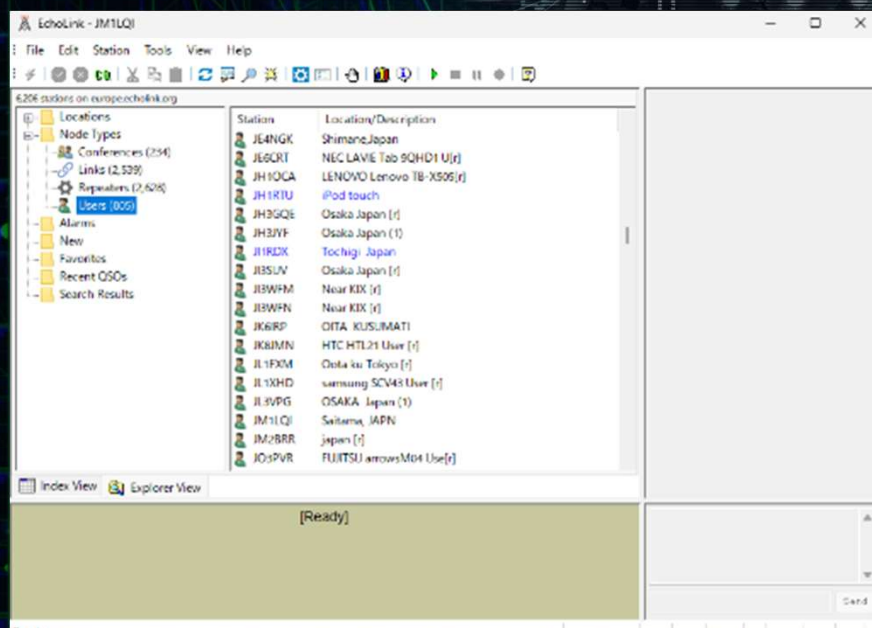 EchoLink - JM1LQI
File Edit Station Tools View Help
6,206 stations on europe.echolink.org
Locations
Node Types
Conferences (234)
Links (2,539)
Repeaters (2,628)
Users (805)
Alarms
New
Favorites
Recent QSOs
Search Results
Station Location/Description
JE4NGK Shimane,Japan
JE6CRT NEC LAVIE Tab 9QHD1 U[r]
JH1OCA LENOVO Lenovo TB-X505[r]
JH1RTU iPod touch
JH3GQE Osaka Japan [r]
JH3JYF Osaka Japan (1)
JI1RDX Tochigi Japan
JI3SUV Osaka Japan [r]
JI3WFM Near KIX [r]
JI3WFN Near KIX [r]
JK6IRP OITA KUSUMATI
JK8JMN HTC HTL21 User [r]
JL1FXM Oota ku Tokyo [r]
JL1XHD samsung SCV43 User [r]
JL3VPG OSAKA Japan (1)
JM1LQI Saitama, JAPN
JM2BRR japan [r]
JO3PVR FUJITSU arrowsM04 Use[r]
Index View Explorer View
[Ready]
Send